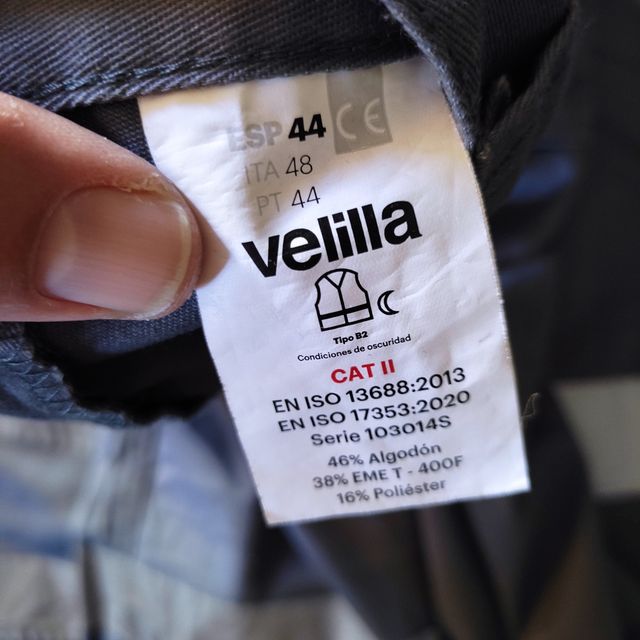 ESP 44 CE
ITA 48
PT 44
velilla
Tipo B2
Condiciones de oscuridad
CAT II
EN ISO 13688:2013
EN ISO 17353:2020
Serie 103014S
46% Algodón
38% EME T - 400F
16% Poliéster